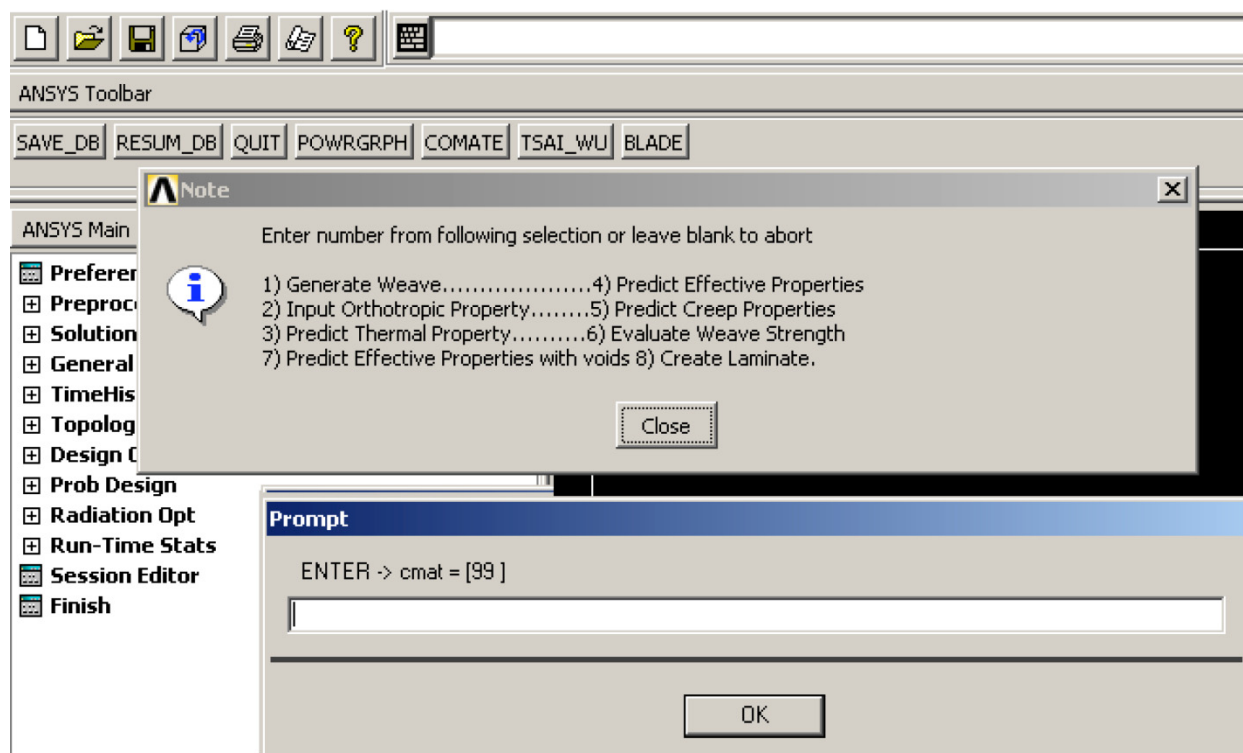 ANSYS Toolbar
SAVE_DB RESUM_DB QUIT POWRGRPH COMATE TSAI_WU BLADE
Note
Enter number from following selection or leave blank to abort
1) Generate Weave.....................4) Predict Effective Properties
2) Input Orthotropic Property........5) Predict Creep Properties
3) Predict Thermal Property..........6) Evaluate Weave Strength
7) Predict Effective Properties with voids 8) Create Laminate.
Close
ANSYS Main
Preferen
Preproc
Solution
General
TimeHis
Topolog
Design O
Prob Design
Radiation Opt
Run-Time Stats
Session Editor
Finish
Prompt
ENTER -> cmat = [99 ]
OK